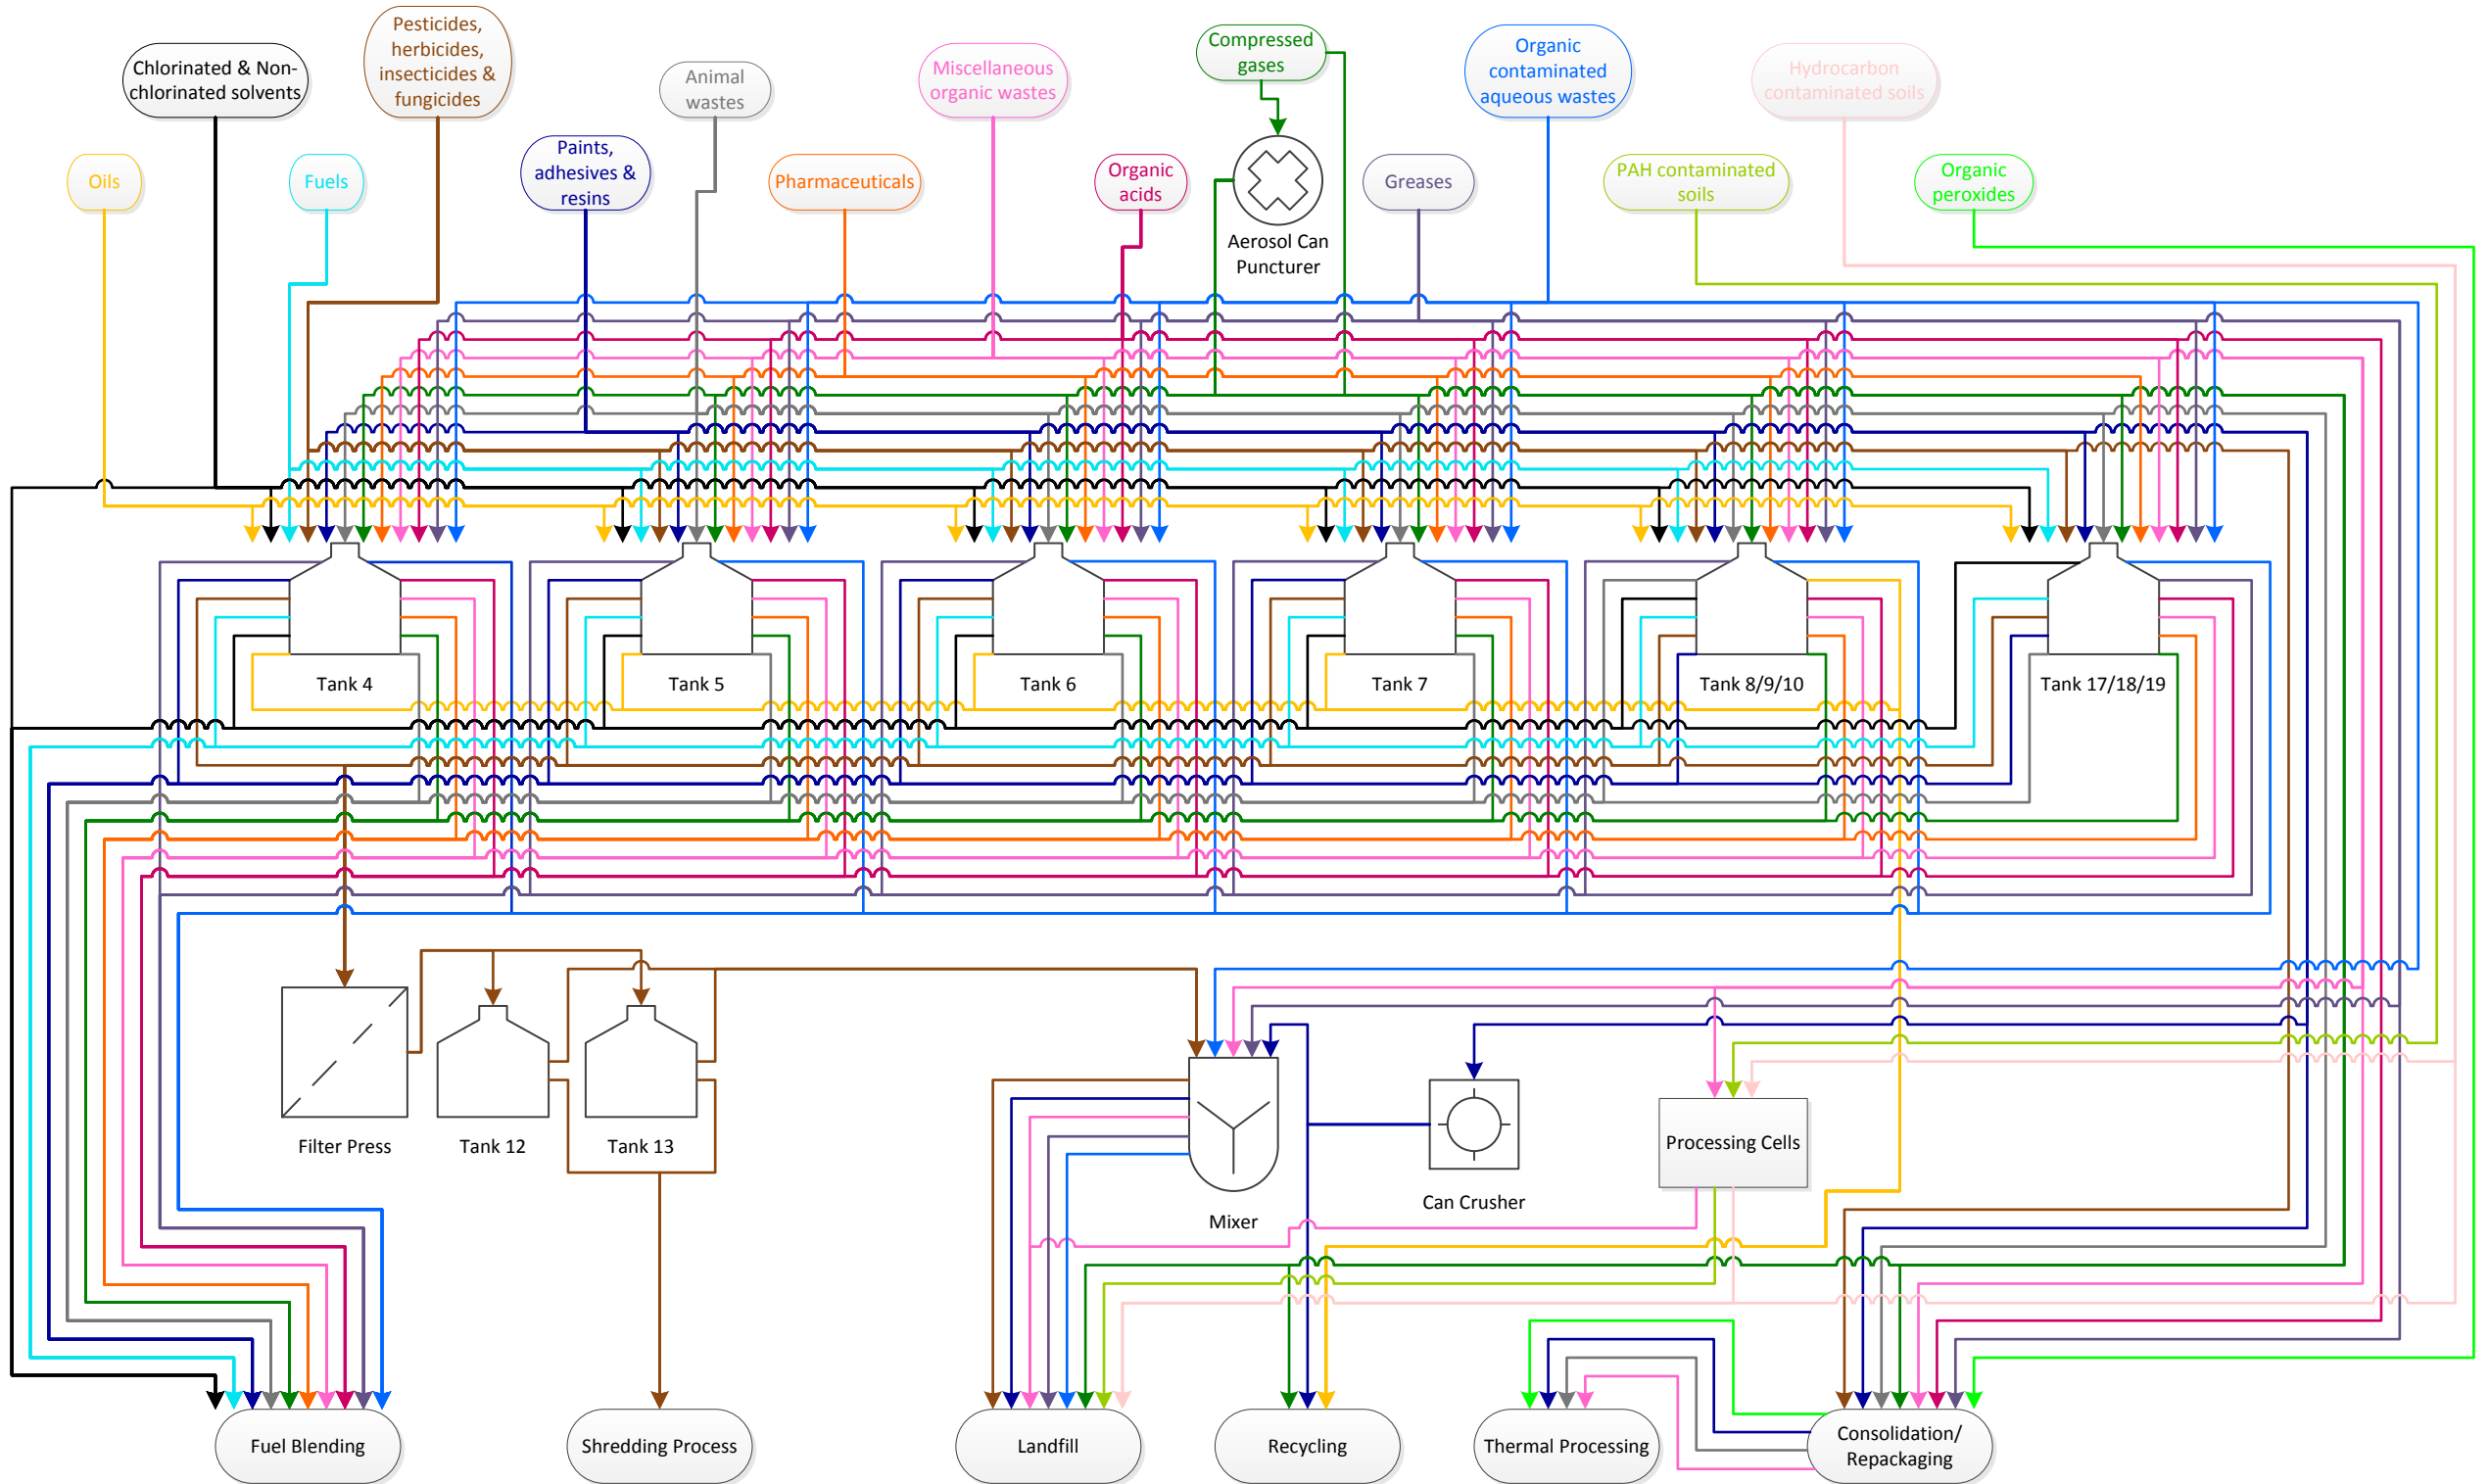 Pesticides,
herbicides,
insecticides &
fungicides
Chlorinated & Non-
chlorinated solvents
Animal
wastes
Miscellaneous
organic wastes
Compressed
gases
Organic
contaminated
aqueous wastes
Hydrocarbon
contaminated soils
Oils
Fuels
Paints,
adhesives &
resins
Pharmaceuticals
Organic
acids
Greases
PAH contaminated
soils
Organic
peroxides
Aerosol Can
Puncturer
Tank 4
Tank 5
Tank 6
Tank 7
Tank 8/9/10
Tank 17/18/19
Filter Press
Tank 12
Tank 13
Mixer
Can Crusher
Processing Cells
Fuel Blending
Shredding Process
Landfill
Recycling
Thermal Processing
Consolidation/
Repackaging